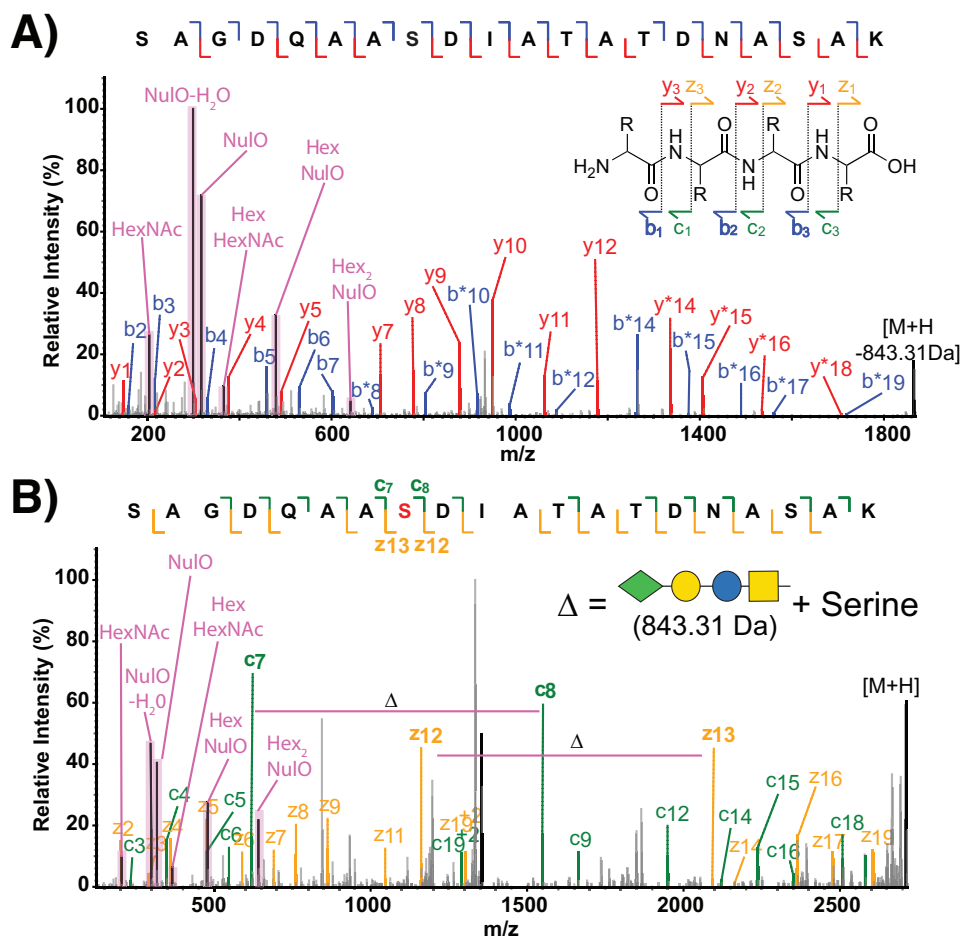 A)
S A G D Q A A S D I A T A T D N A S A K
Relative Intensity (%)
100
80
60
40
20
0
NulO-H2O
NulO
Hex
NulO
HexNAc
Hex
HexNAc
Hex2
NulO
y1
b2
b3
y2
y3
b4
y4
b5
y5
b6
b7
b*8
y7
y8
b*9
y9
b*10
y10
b*11
y11
b*12
y12
b*14
y*14
b*15
y*15
b*16
y*16
b*17
y*18
b*19
[M+H
-843.31Da]
200
600
1000
1400
1800
m/z
y3 z3 y2 z2 y1 z1
R H N O R H N O
H2N O R N H O R OH
b1 c1 b2 c2 b3 c3
B)
c7 c8
S A G D Q A A S D I A T A T D N A S A K
z13 z12
Relative Intensity (%)
100
80
60
40
20
0
NulO
HexNAc
Hex
HexNAc
NulO
-H20
Hex
NulO
Hex2
NulO
z2
c3
z3
z4
c4
z5
c5
c6
z6
c7
z7
z8
z9
z11
z12
z19
+2
c19
+2
c8
c9
c12
z13
c14
z14
c15
c16
z16
z17
c18
z19
Δ
Δ
Δ = + Serine
(843.31 Da)
[M+H]
500
1000
1500
2000
2500
m/z